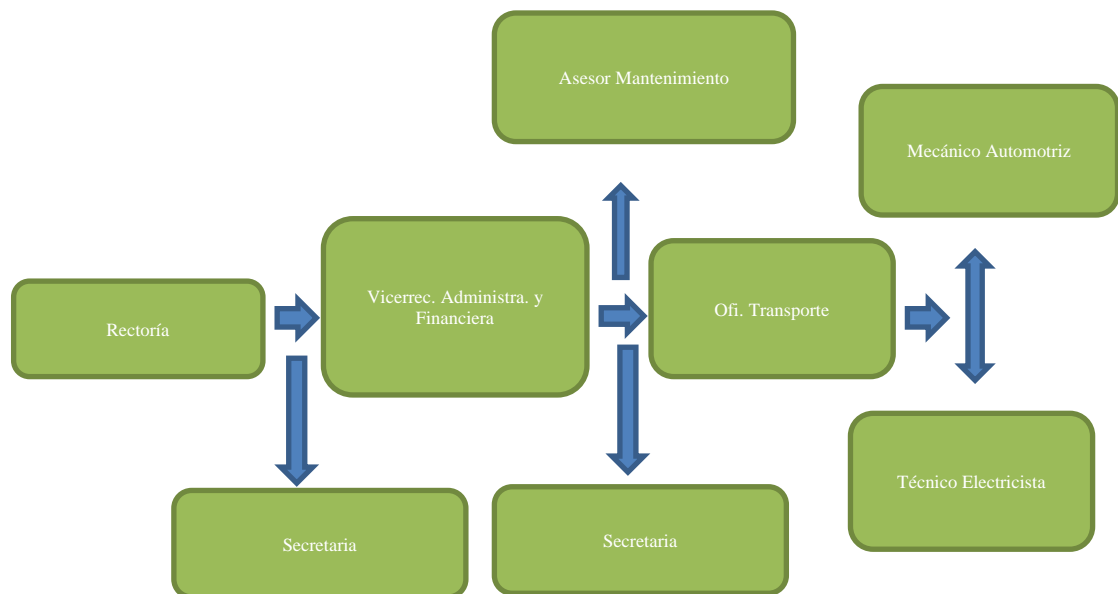 Asesor Mantenimiento
Mecánico Automotriz
Vicerrec. Administra. y
Financiera
Ofi. Transporte
Rectoría
Técnico Electricista
Secretaria
Secretaria